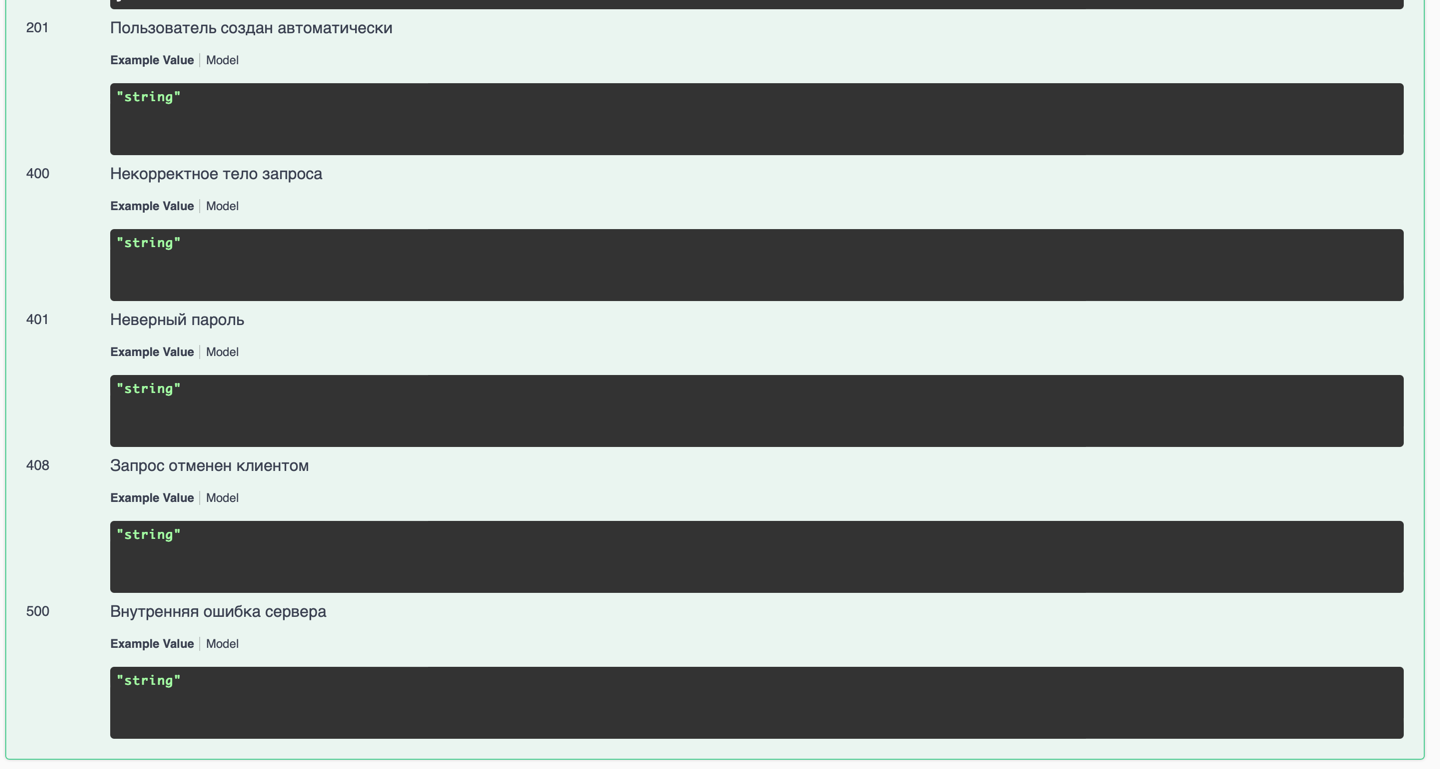 201 Пользователь создан автоматически
Example Value | Model
"string"
400 Некорректное тело запроса
Example Value | Model
"string"
401 Неверный пароль
Example Value | Model
"string"
408 Запрос отменен клиентом
Example Value | Model
"string"
500 Внутренняя ошибка сервера
Example Value | Model
"string"